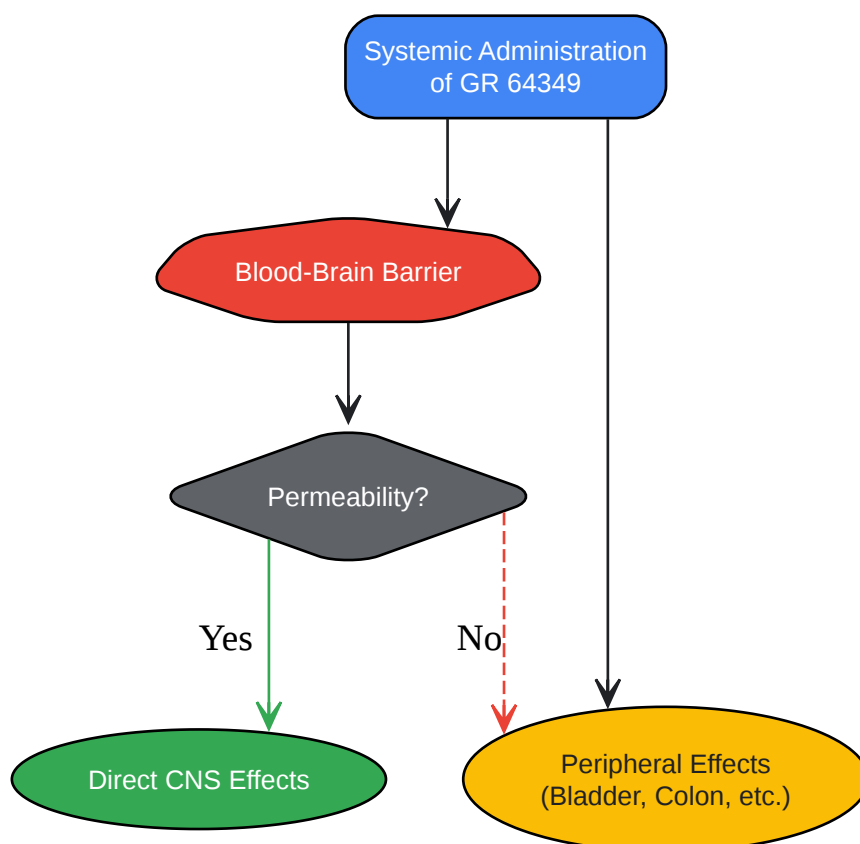 Systemic Administration
of GR 64349
Blood-Brain Barrier
Permeability?
Yes
No
Direct CNS Effects
Peripheral Effects
(Bladder, Colon, etc.)